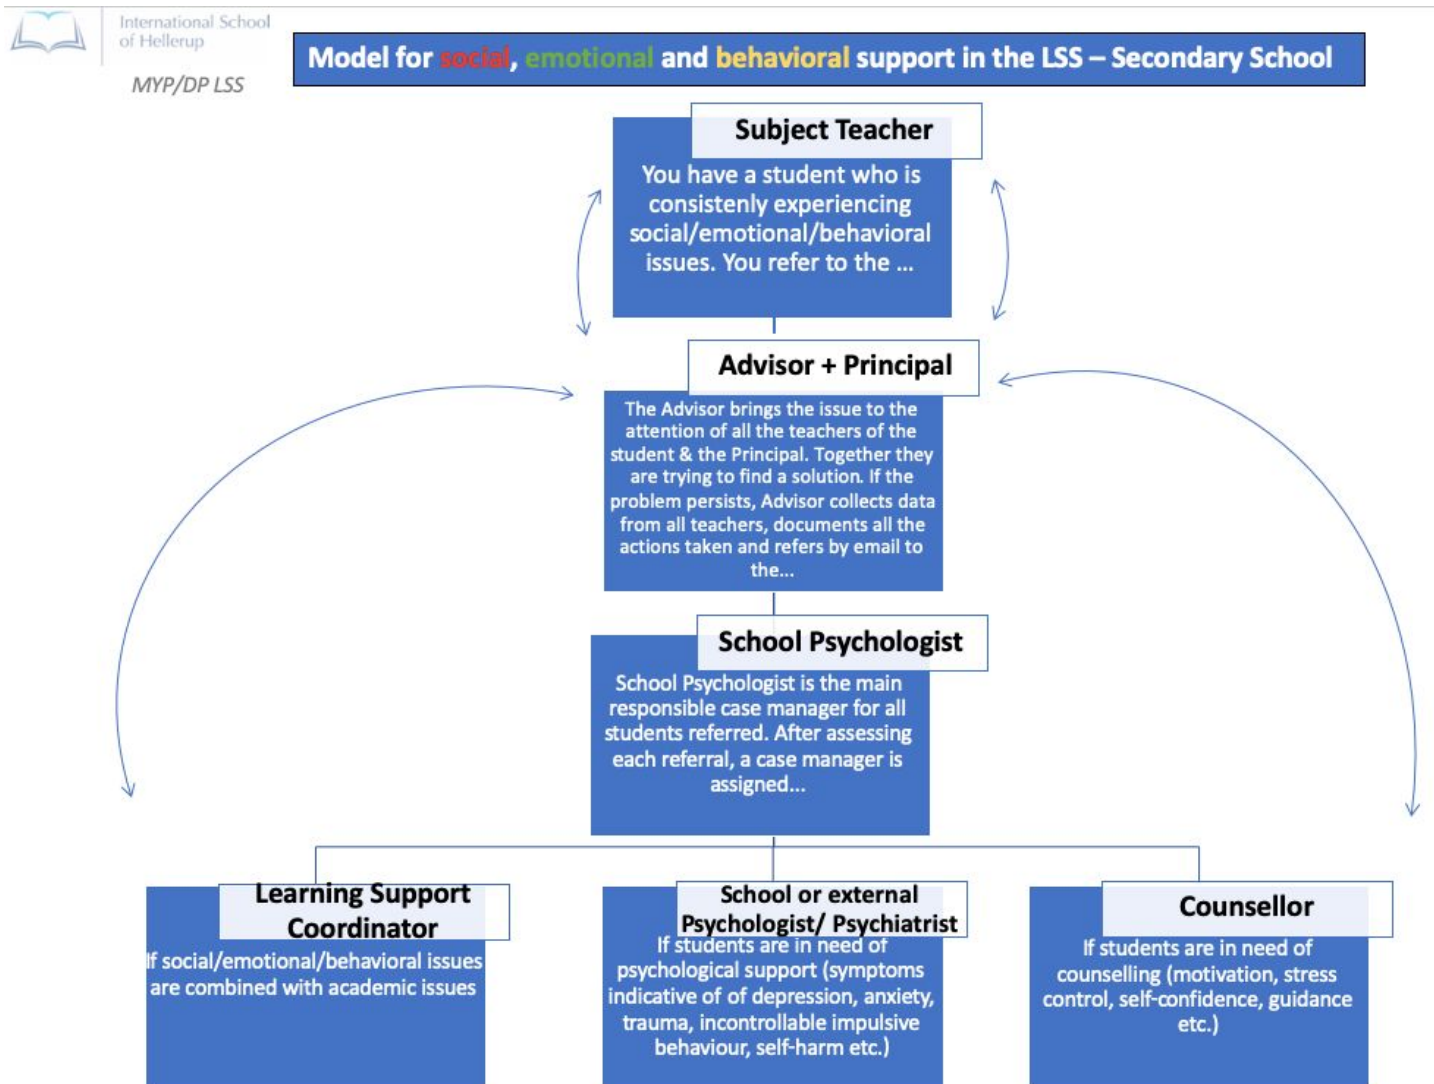 International School
of Hellerup
MYP/DP LSS
Model for social, emotional and behavioral support in the LSS – Secondary School
Subject Teacher
You have a student who is
consistenly experiencing
social/emotional/behavioral
issues. You refer to the ...
Advisor + Principal
The Advisor brings the issue to the
attention of all the teachers of the
student & the Principal. Together they
are trying to find a solution. If the
problem persists, Advisor collects data
from all teachers, documents all the
actions taken and refers by email to
the...
School Psychologist
School Psychologist is the main
responsible case manager for all
students referred. After assessing
each referral, a case manager is
assigned...
Learning Support
Coordinator
If social/emotional/behavioral issues
are combined with academic issues
School or external
Psychologist/ Psychiatrist
If students are in need of
psychological support (symptoms
indicative of of depression, anxiety,
trauma, incontrollable impulsive
behaviour, self-harm etc.)
Counsellor
If students are in need of
counselling (motivation, stress
control, self-confidence, guidance
etc.)